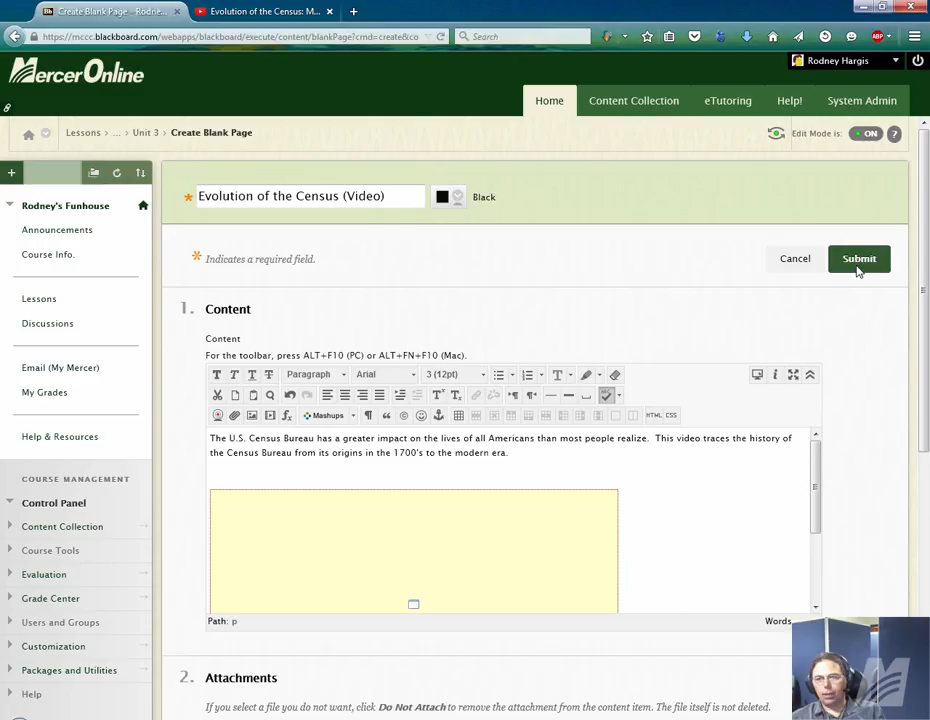 Create Blank Page – Rodne...
Evolution of the Census: M...
https://mccc.blackboard.com/webapps/blackboard/execute/content/blankPage?cmd=create&co
Search
ABP
MercerOnline
Rodney Hargis
Home
Content Collection
eTutoring
Help!
System Admin
Lessons > ... > Unit 3 > Create Blank Page
Edit Mode is: ON ?
Rodney's Funhouse
Announcements
Course Info.
Lessons
Discussions
Email (My Mercer)
My Grades
Help & Resources
COURSE MANAGEMENT
Control Panel
Content Collection
Course Tools
Evaluation
Grade Center
Users and Groups
Customization
Packages and Utilities
Help
* Evolution of the Census (Video)
Black
* Indicates a required field.
Cancel
Submit
1. Content
Content
For the toolbar, press ALT+F10 (PC) or ALT+FN+F10 (Mac).
T T T T Paragraph Arial 3 (12pt)
Mashups
HTML CSS
The U.S. Census Bureau has a greater impact on the lives of all Americans than most people realize. This video traces the history of
the Census Bureau from its origins in the 1700's to the modern era.
Path: p
Words
2. Attachments
If you select a file you do not want, click Do Not Attach to remove the attachment from the content item. The file itself is not deleted.